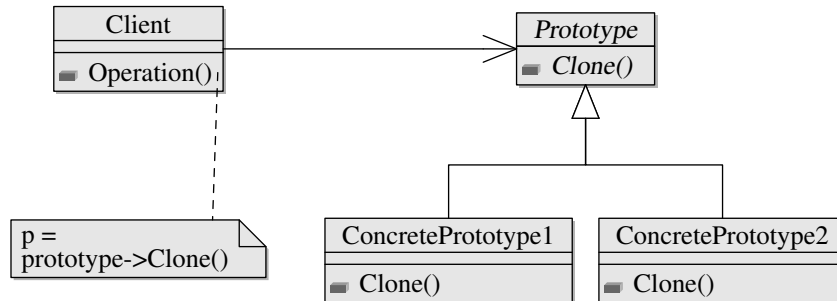 Client
Operation()
Prototype
Clone()
p =
prototype->Clone()
ConcretePrototype1
Clone()
ConcretePrototype2
Clone()